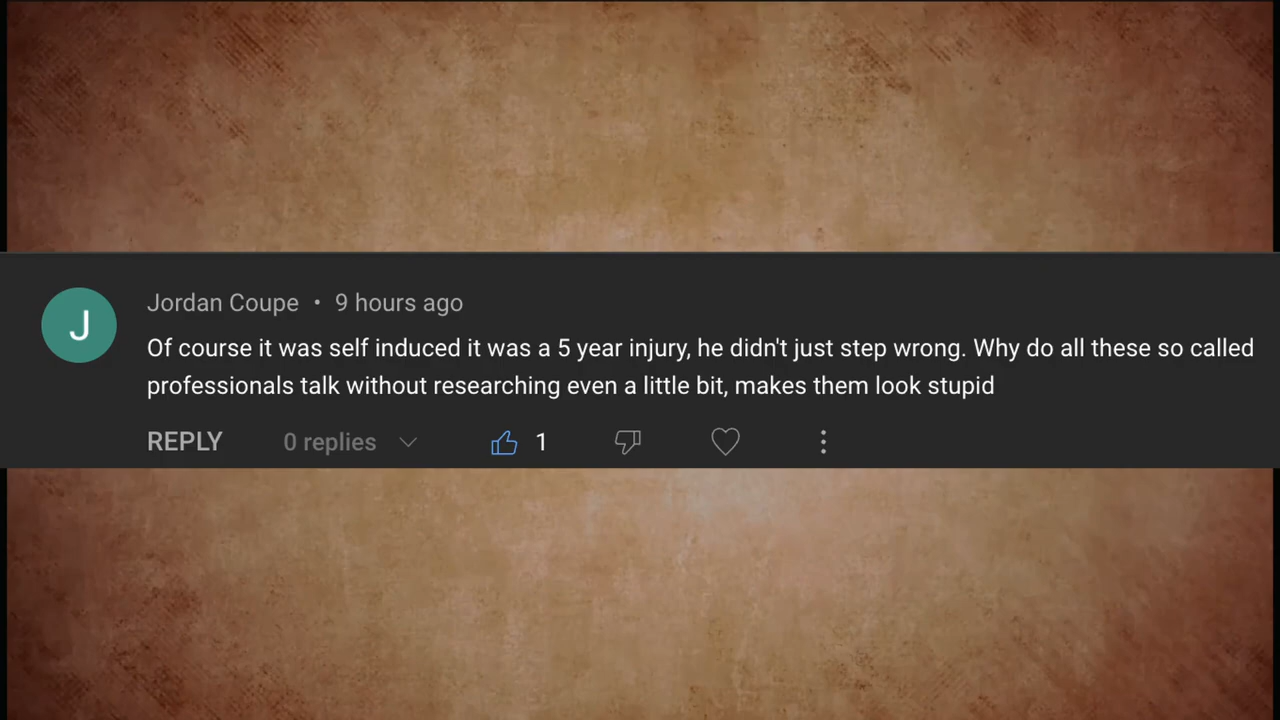 J
Jordan Coupe • 9 hours ago
Of course it was self induced it was a 5 year injury, he didn't just step wrong. Why do all these so called
professionals talk without researching even a little bit, makes them look stupid
REPLY 0 replies 1